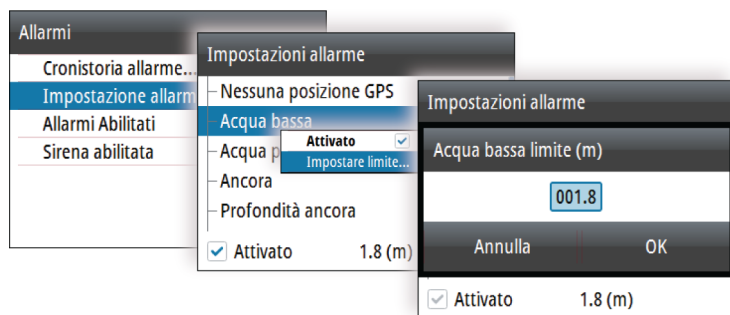 Allarmi
Cronistoria allarme...
Impostazione allarm
Allarmi Abilitati
Sirena abilitata
Impostazioni allarme
Nessuna posizione GPS
Acqua bassa
Attivato
Acqua p
Impostare limite...
Ancora
Profondità ancora
Attivato 1.8 (m)
Impostazioni allarme
Acqua bassa limite (m)
001.8
Annulla OK
Attivato 1.8 (m)